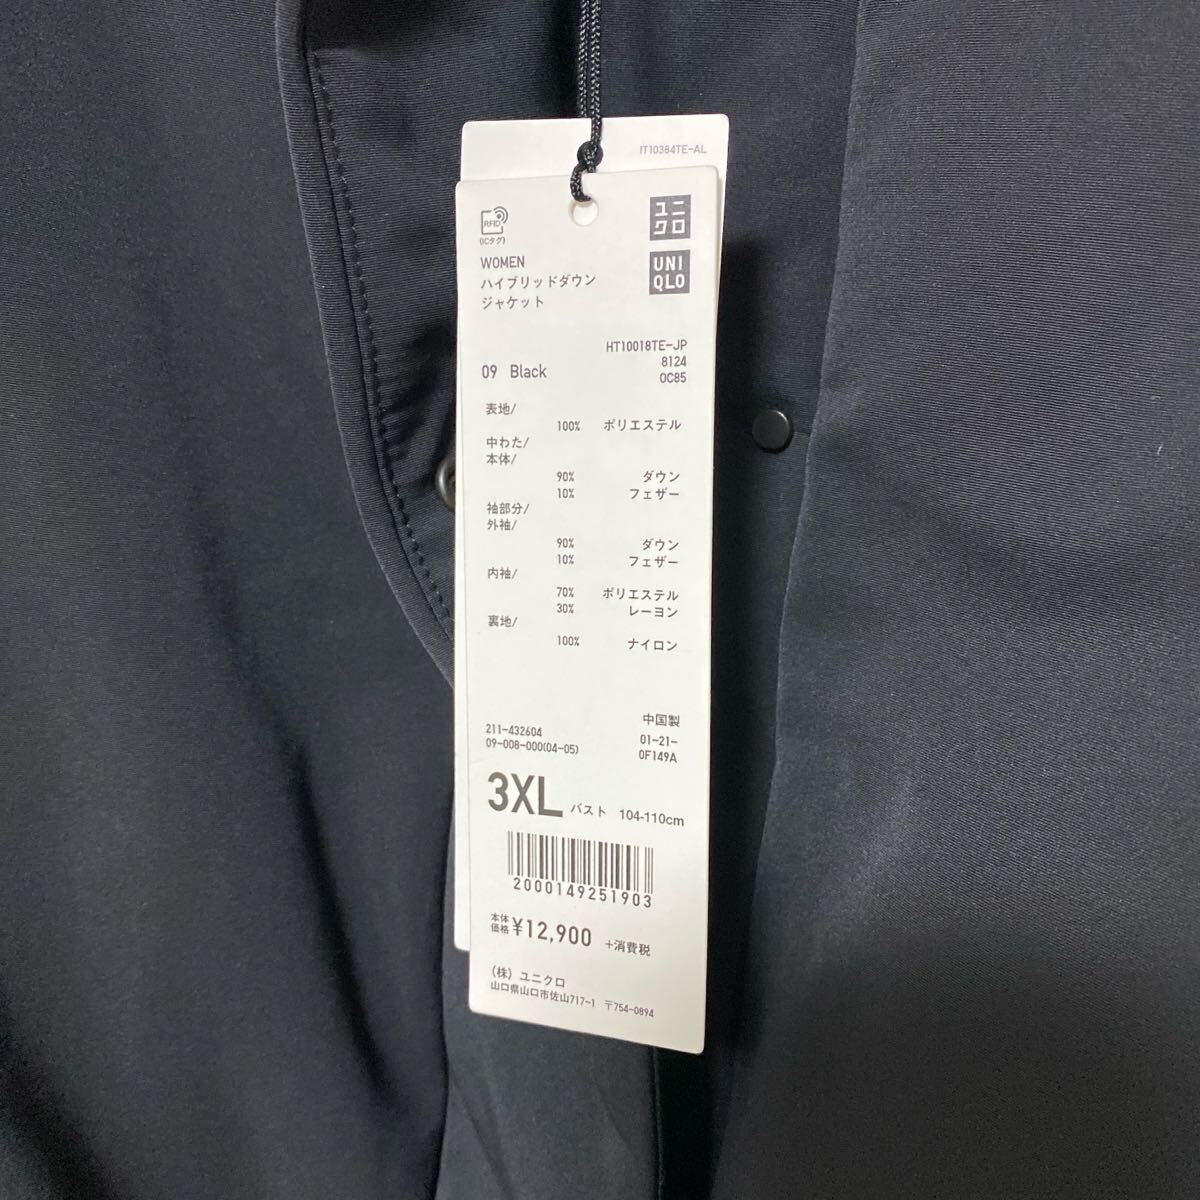 IT10384TE-AL
RFID
(ICタグ)
ユニ
クロ
UNI
QLO
WOMEN
ハイブリッドダウン
ジャケット
HT10018TE-JP
8124
09 Black
OC85
表地/
100% ポリエステル
中わた/
本体/
90% ダウン
10% フェザー
袖部分/
外袖/
90% ダウン
10% フェザー
内袖/
70% ポリエステル
30% レーヨン
裏地/
100% ナイロン
中国製
211-432604
01-21-
09-008-000(04-05)
0F149A
3XL バスト 104-110cm
2000149251903
本体
価格 ¥12,900 +消費税
(株) ユニクロ
山口県山口市佐山717-1 〒754-0894